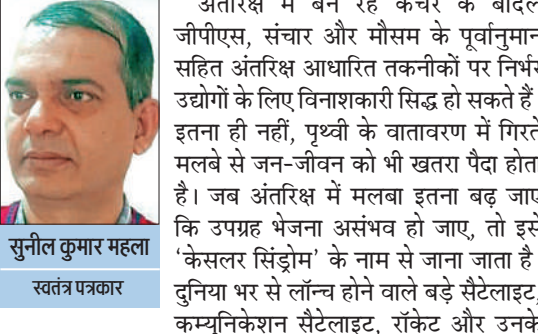 अंतरिक्ष में बन रहे कचरे के बादल
जीपीएस, संचार और मौसम के पूर्वानुमान
सहित अंतरिक्ष आधारित तकनीकों पर निर्भर
उद्योगों के लिए विनाशकारी सिद्ध हो सकते हैं
इतना ही नहीं, पृथ्वी के वातावरण में गिरते
मलबे से जन-जीवन को भी खतरा पैदा होता
है। जब अंतरिक्ष में मलबा इतना बढ़ जाए
कि उपग्रह भेजना असंभव हो जाए, तो इसे
'केसलर सिंड्रोम' के नाम से जाना जाता है
दुनिया भर से लॉन्च होने वाले बड़े सैटेलाइट,
कम्युनिकेशन सैटेलाइट, रॉकेट और उनके
सुनील कुमार महला
स्वतंत्र पत्रकार